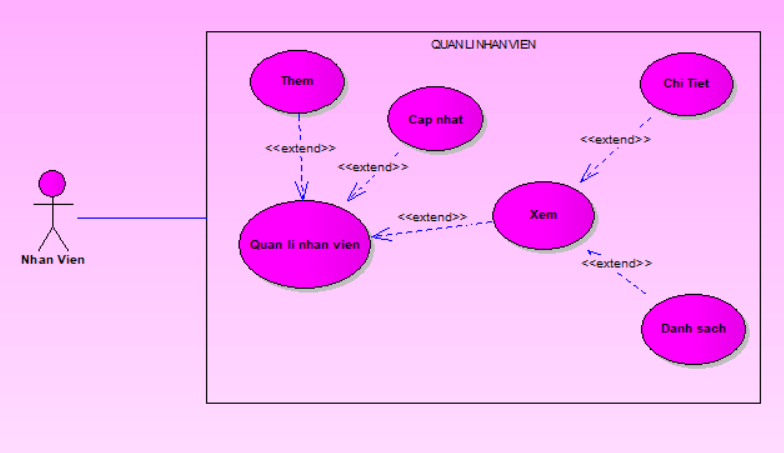 QUAN LI NHAN VIEN
Them
Chi Tiet
Cap nhat
<<extend>>
<<extend>>
<<extend>>
Xem
<<extend>>
Quan li nhan vien
Nhan Vien
<<extend>>
Danh sach